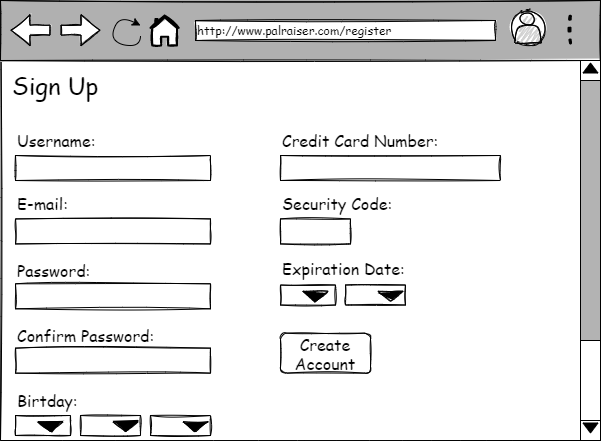 http://www.palraiser.com/register
Sign Up
Username:
E-mail:
Password:
Confirm Password:
Birtday:
Credit Card Number:
Security Code:
Expiration Date:
Create
Account